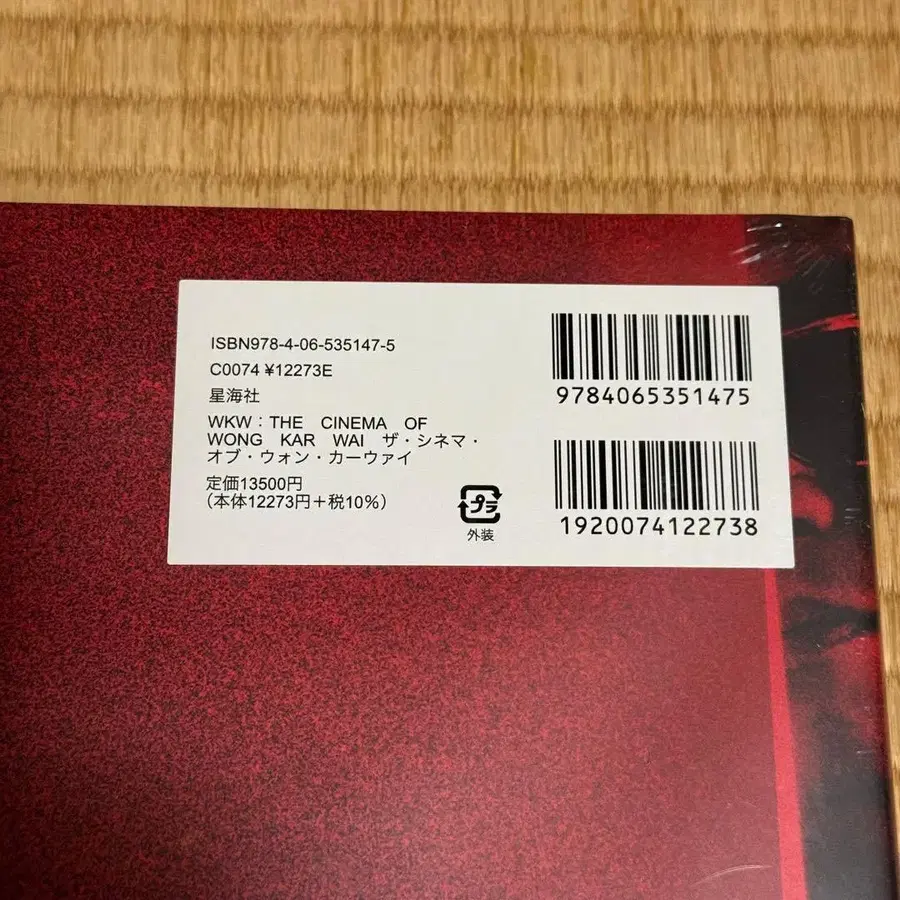 ISBN978-4-06-535147-5
C0074 ¥12273E
星海社
WKW：THE CINEMA OF
WONG KAR WAI ザ・シネマ・
オブ・ウォン・カーウァイ
定価13500円
（本体12273円＋税10％）
プラ
外装
9784065351475
1920074122738